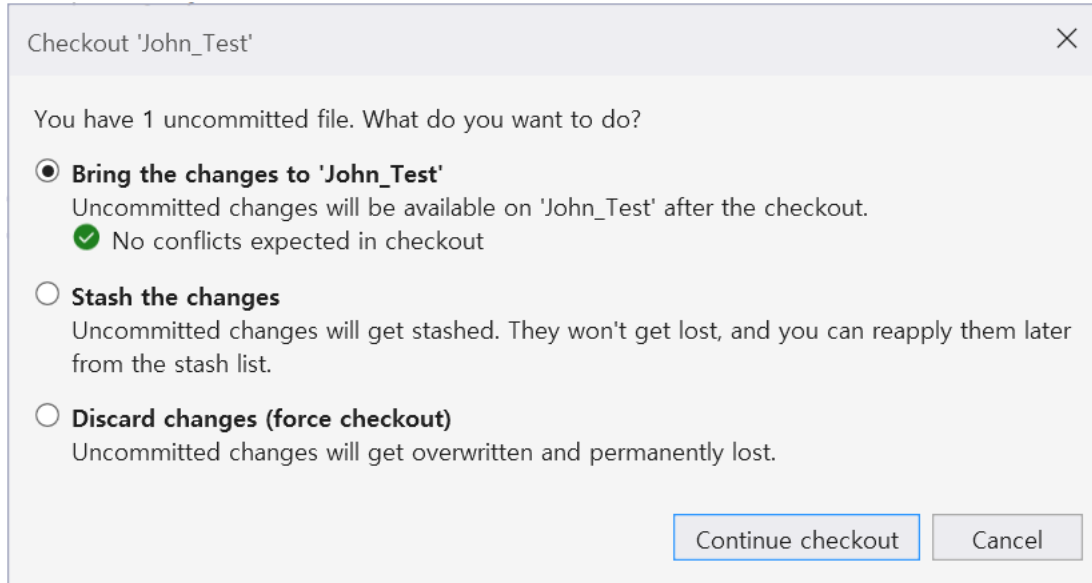 Checkout 'John_Test'
You have 1 uncommitted file. What do you want to do?
Bring the changes to 'John_Test'
Uncommitted changes will be available on 'John_Test' after the checkout.
No conflicts expected in checkout
Stash the changes
Uncommitted changes will get stashed. They won't get lost, and you can reapply them later
from the stash list.
Discard changes (force checkout)
Uncommitted changes will get overwritten and permanently lost.
Continue checkout
Cancel